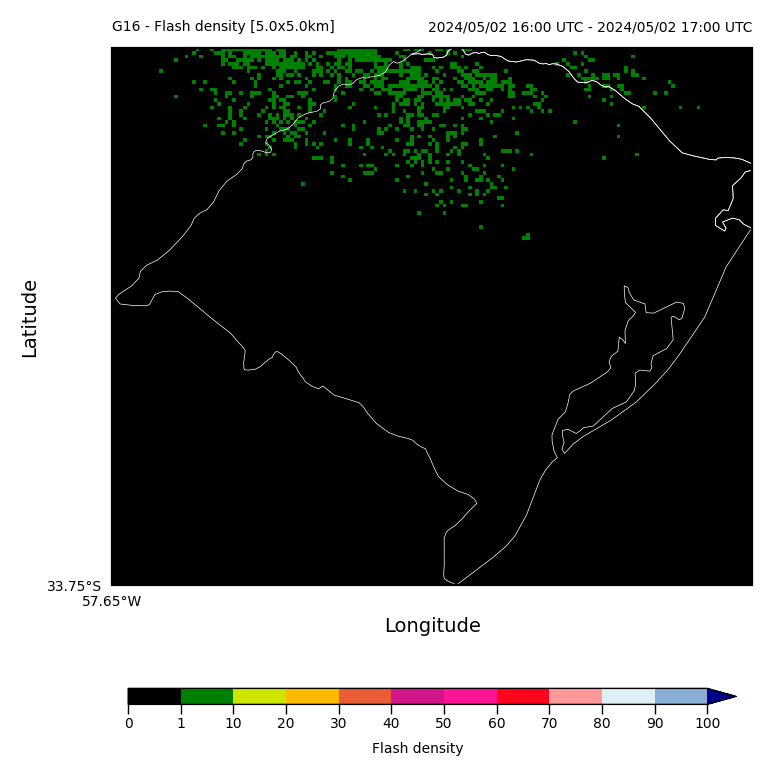 G16 - Flash density [5.0x5.0km] 2024/05/02 16:00 UTC - 2024/05/02 17:00 UTC
Latitude
33.75°S
57.65°W
Longitude
0 1 10 20 30 40 50 60 70 80 90 100
Flash density